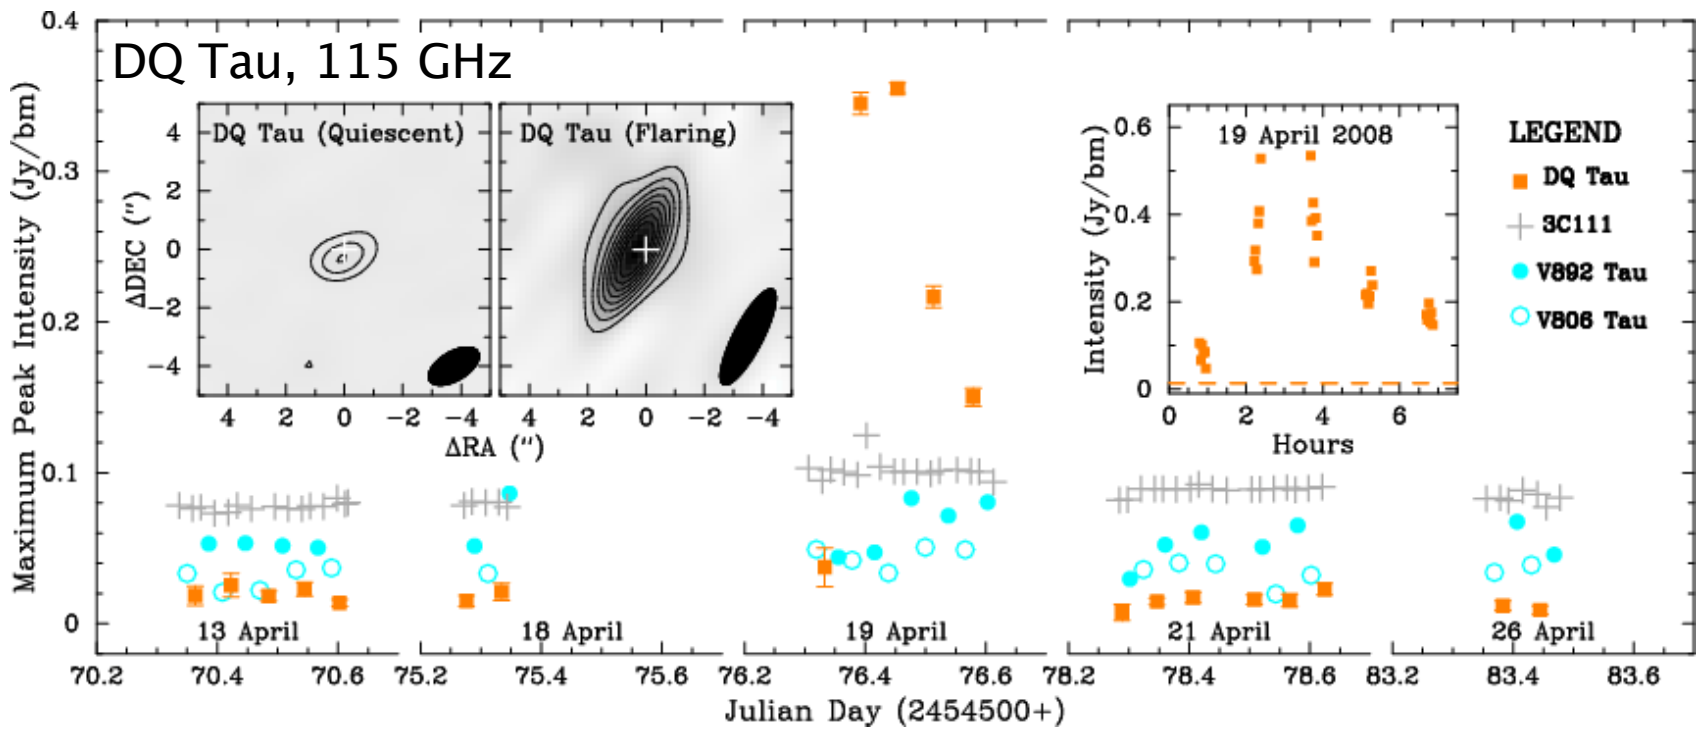 DQ Tau, 115 GHz
Maximum Peak Intensity (Jy/bm)
0.4
0.3
0.2
0.1
0
DQ Tau (Quiescent)
DQ Tau (Flaring)
ΔDEC (″)
4
2
0
−2
−4
4 2 0 −2 −4
4 2 0 −2 −4
ΔRA (″)
19 April 2008
Intensity (Jy/bm)
0.6
0.4
0.2
0
0 2 4 6
Hours
LEGEND
DQ Tau
3C111
V892 Tau
V806 Tau
13 April
18 April
19 April
21 April
26 April
70.2 70.4 70.6
75.2 75.4 75.6
76.2 76.4 76.6
78.2 78.4 78.6
83.2 83.4 83.6
Julian Day (2454500+)